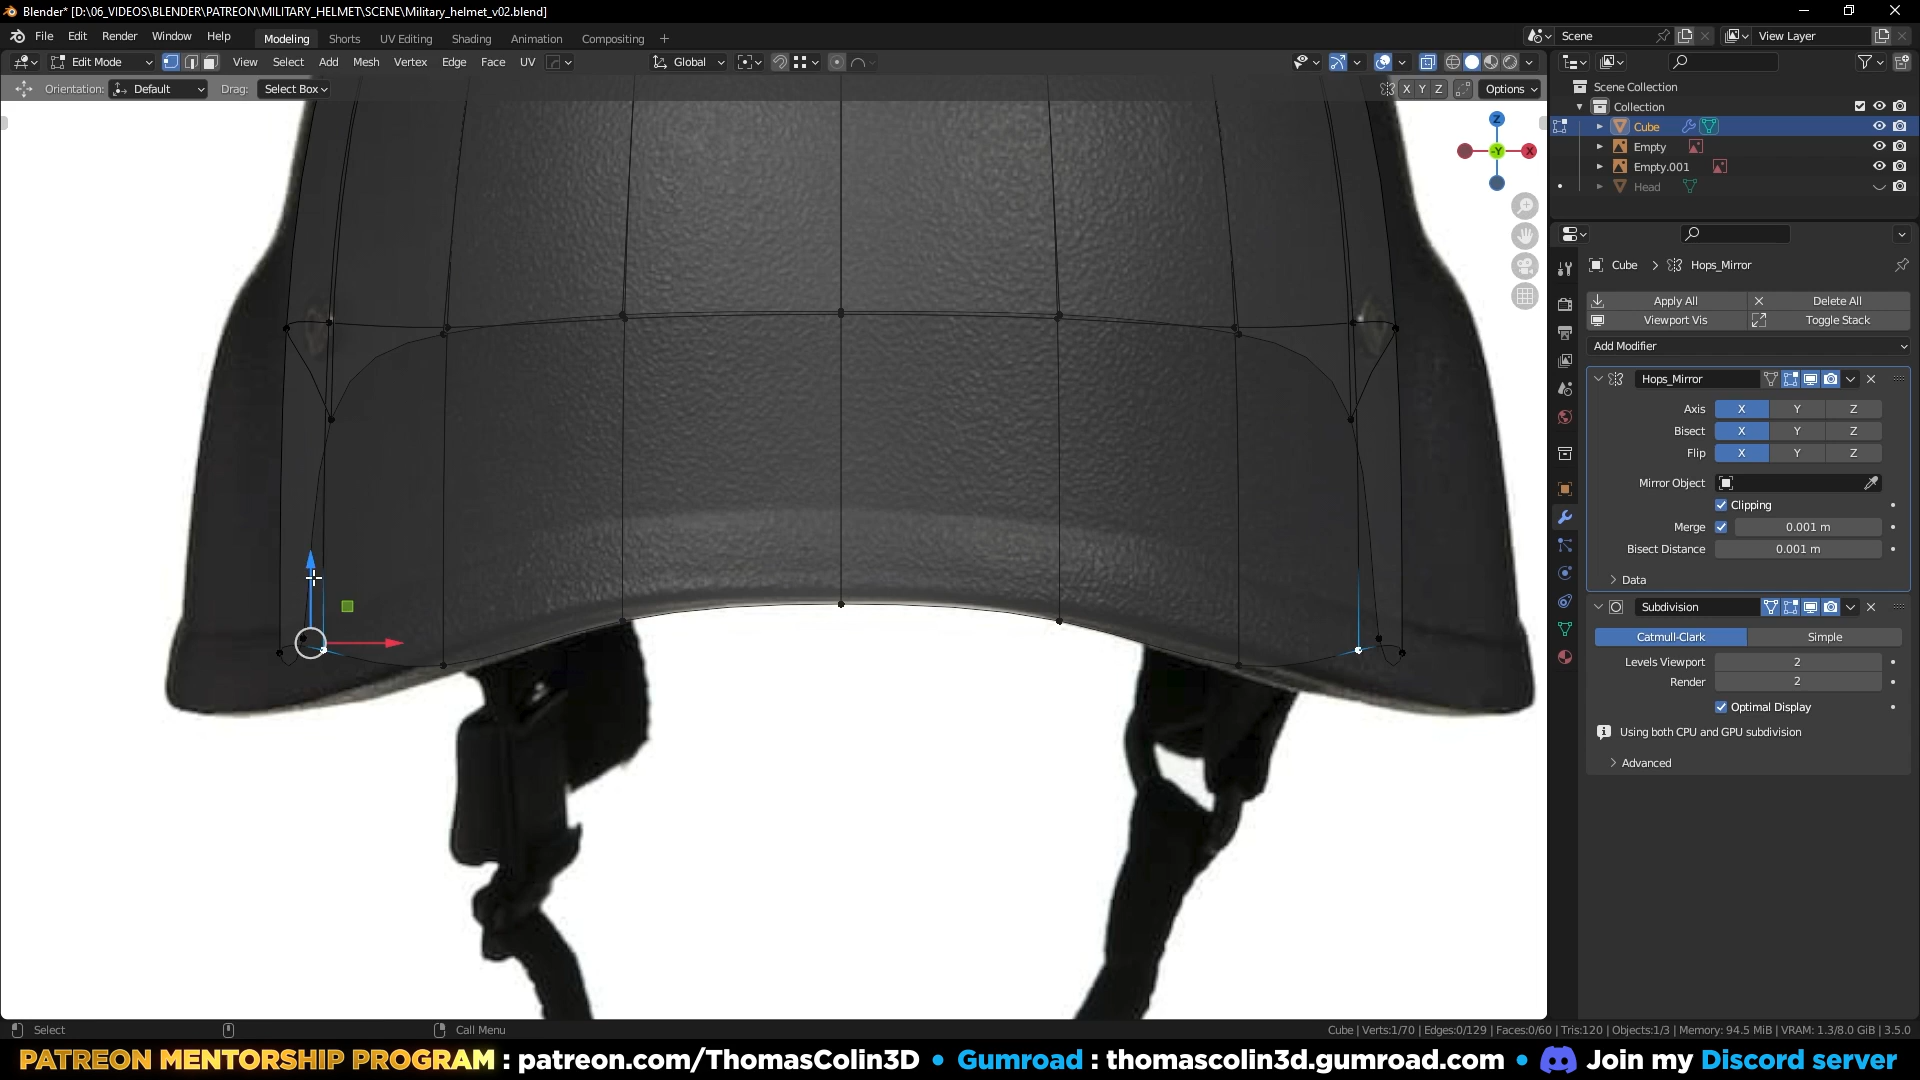 Blender* [D:\06_VIDEOS\BLENDER\PATREON\MILITARY_HELMET\SCENE\Military_helmet_v02.blend]
File Edit Render Window Help Modeling Shorts UV Editing Shading Animation Compositing + Scene View Layer
Edit Mode View Select Add Mesh Vertex Edge Face UV Global
Orientation: Default Drag: Select Box X Y Z Options
Z
-Y X
Scene Collection
Collection
Cube
Empty
Empty.001
Head
Cube > Hops_Mirror
Apply All Delete All
Viewport Vis Toggle Stack
Add Modifier
Hops_Mirror
Axis X Y Z
Bisect X Y Z
Flip X Y Z
Mirror Object
Clipping
Merge 0.001 m
Bisect Distance 0.001 m
Data
Subdivision
Catmull-Clark Simple
Levels Viewport 2
Render 2
Optimal Display
Using both CPU and GPU subdivision
Advanced
Select Call Menu Cube | Verts:1/70 | Edges:0/129 | Faces:0/60 | Tris:120 | Objects:1/3 | Memory: 94.5 MiB | VRAM: 1.3/8.0 GiB | 3.5.0
PATREON MENTORSHIP PROGRAM : patreon.com/ThomasColin3D • Gumroad : thomascolin3d.gumroad.com • Join my Discord server